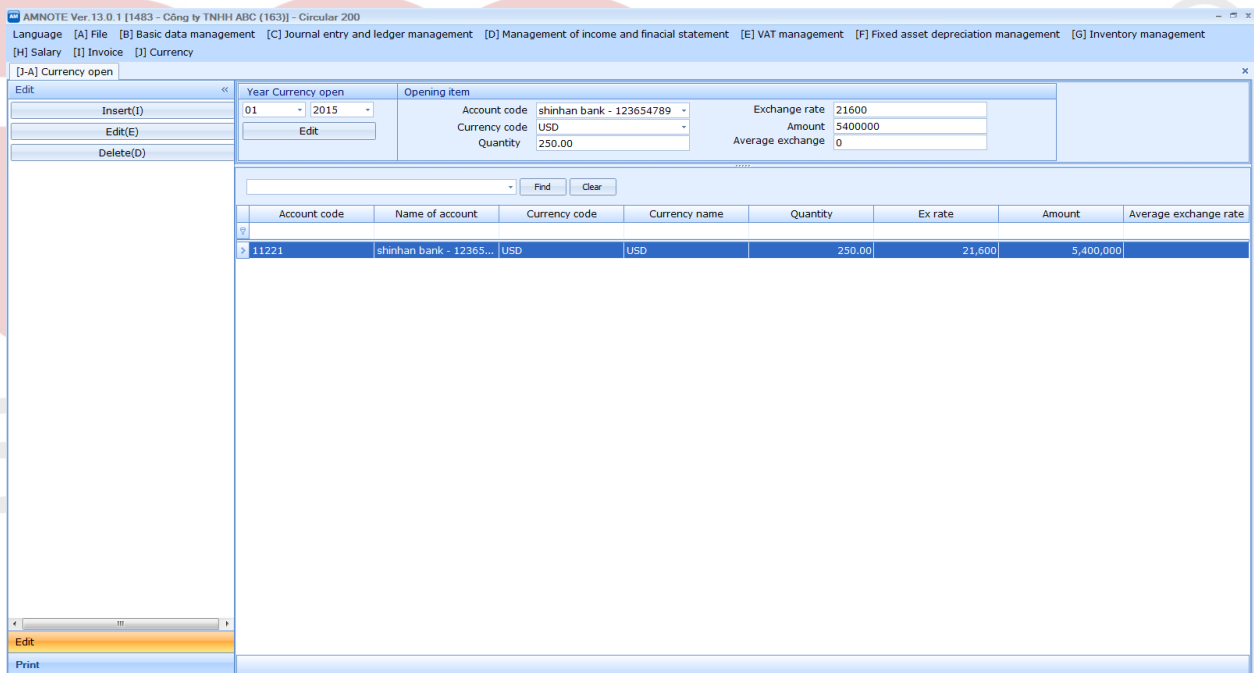 AM AMNOTE Ver.13.0.1 [1483 - Công ty TNHH ABC (163)] - Circular 200
Language [A] File [B] Basic data management [C] Journal entry and ledger management [D] Management of income and finacial statement [E] VAT management [F] Fixed asset depreciation management [G] Inventory management
[H] Salary [I] Invoice [J] Currency
[J-A] Currency open
Edit
Insert(I)
Edit(E)
Delete(D)
Year Currency open
01 2015
Edit
Opening item
Account code shinhan bank - 123654789 Exchange rate 21600
Currency code USD Amount 5400000
Quantity 250.00 Average exchange 0
Find Clear
Account code Name of account Currency code Currency name Quantity Ex rate Amount Average exchange rate
11221 shinhan bank - 12365... USD USD 250.00 21,600 5,400,000
Edit
Print